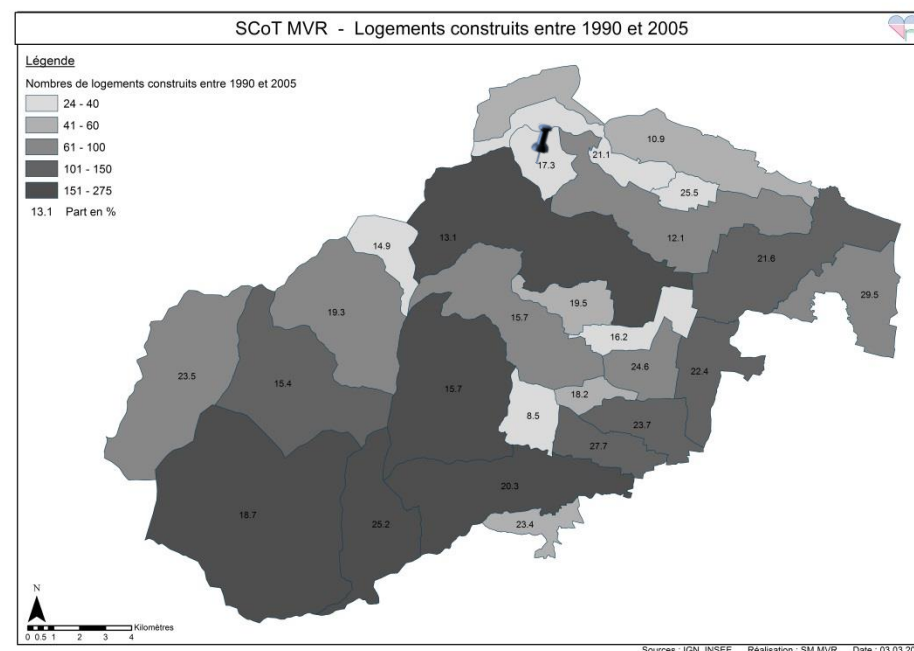 SCoT MVR - Logements construits entre 1990 et 2005
Légende
Nombres de logements construits entre 1990 et 2005
24 - 40
41 - 60
61 - 100
101 - 150
151 - 275
13.1 Part en %
10.9
21.1
17.3
25.5
12.1
13.1
14.9
21.6
29.5
19.5
19.3
15.7
16.2
24.6
22.4
23.5
15.4
15.7
18.2
8.5
23.7
27.7
20.3
18.7
25.2
23.4
N
0 0.5 1 2 3 4 Kilomètres
Sources : IGN, INSEE Réalisation : SM MVR Date : 03.03.20